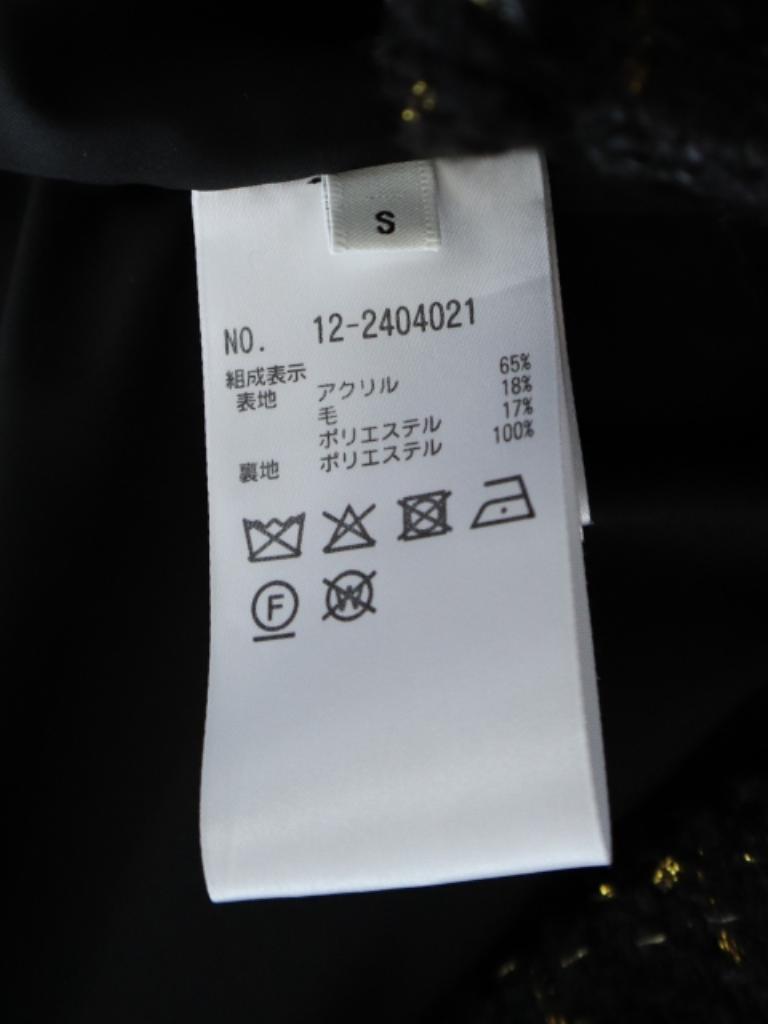 S
NO. 12-2404021
組成表示
表地 アクリル 65%
毛 18%
ポリエステル 17%
裏地 ポリエステル 100%
F W